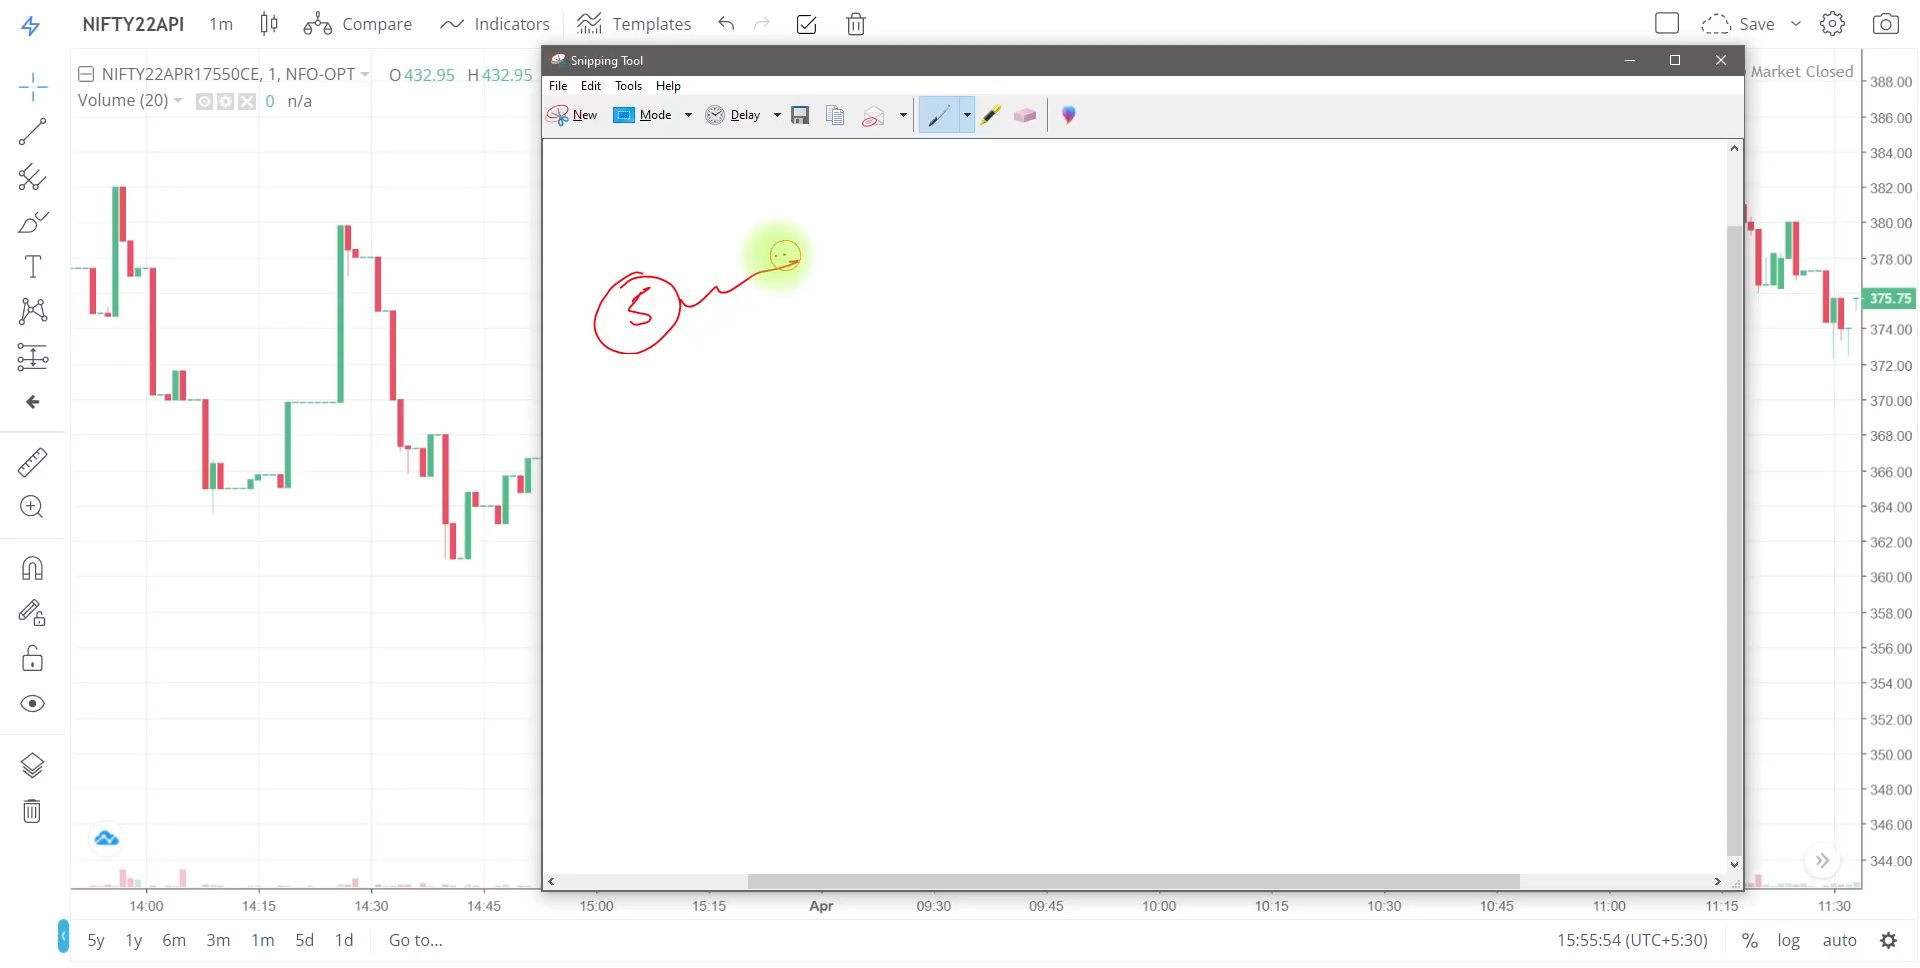 NIFTY22API 1m Compare Indicators Templates Save
Snipping Tool
NIFTY22APR17550CE, 1, NFO-OPT O432.95 H432.95
Market Closed
Volume (20) 0 n/a
File Edit Tools Help
New Mode Delay
S
388.00
386.00
384.00
382.00
380.00
378.00
375.75
374.00
372.00
370.00
368.00
366.00
364.00
362.00
360.00
358.00
356.00
354.00
352.00
350.00
348.00
346.00
344.00
14:00 14:15 14:30 14:45 15:00 15:15 Apr 09:30 09:45 10:00 10:15 10:30 10:45 11:00 11:15 11:30
5y 1y 6m 3m 1m 5d 1d Go to... 15:55:54 (UTC+5:30) % log auto